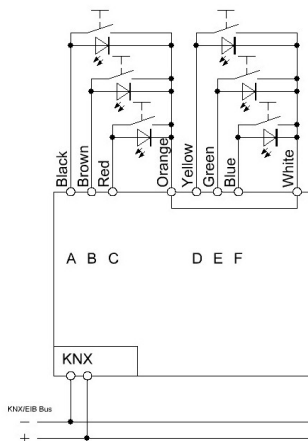 Black
Brown
Red
Orange
Yellow
Green
Blue
White
A B C D E F
KNX
KNX/EIB Bus